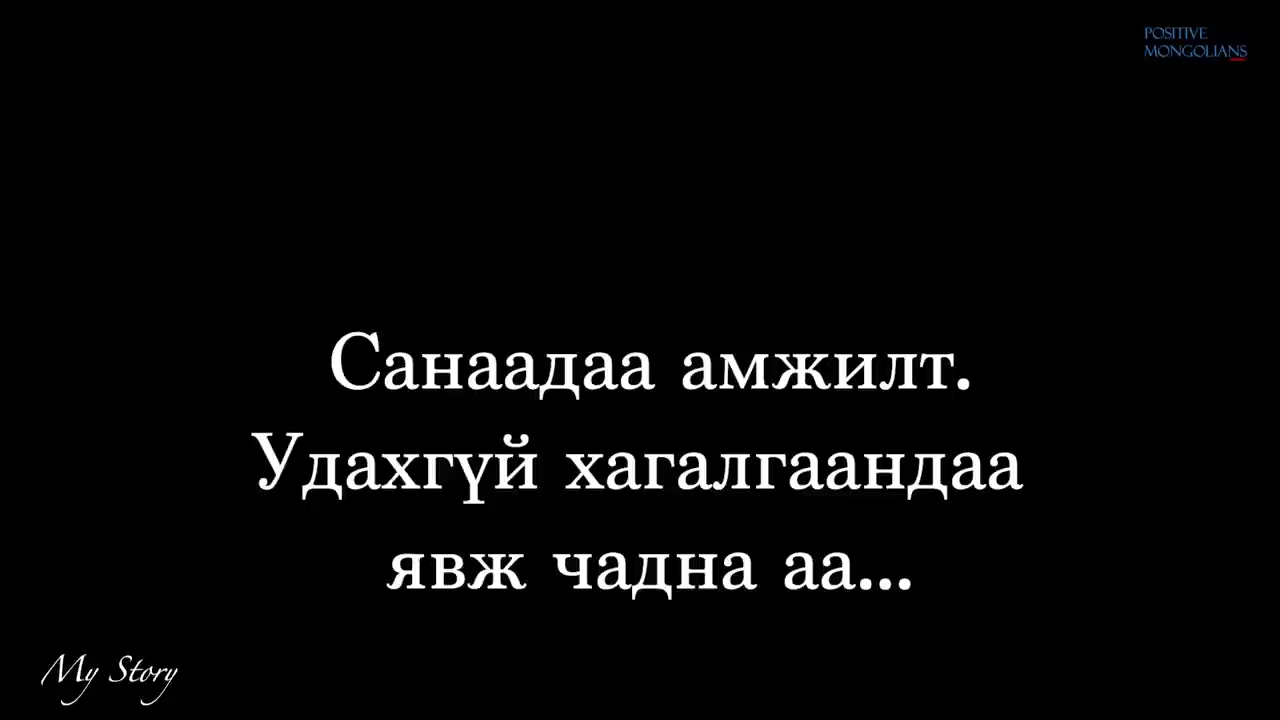 POSITIVE
MONGOLIANS
Санаадаа амжилт.
Удахгүй хагалгаандаа
явж чадна аа...
My Story